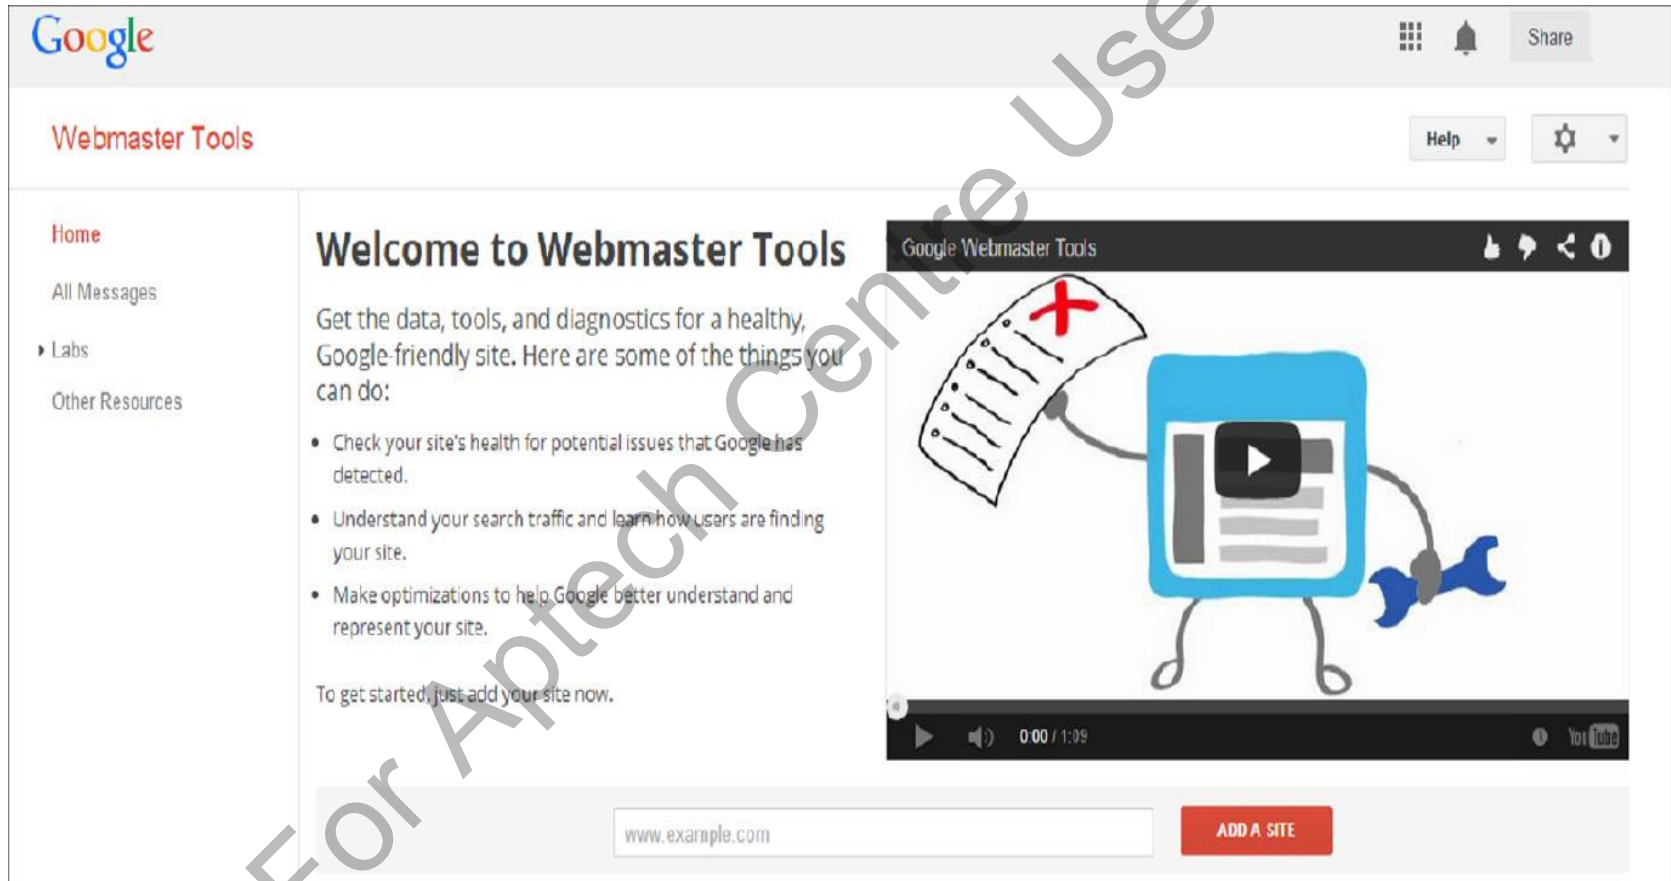 Google
Share
Webmaster Tools
Help
Home
All Messages
Labs
Other Resources
Welcome to Webmaster Tools
Get the data, tools, and diagnostics for a healthy,
Google-friendly site. Here are some of the things you
can do:
• Check your site's health for potential issues that Google has
detected.
• Understand your search traffic and learn how users are finding
your site.
• Make optimizations to help Google better understand and
represent your site.
To get started, just add your site now.
Google Webmaster Tools
0:00 / 1:09
YouTube
www.example.com
ADD A SITE
For Aptech Centre Use